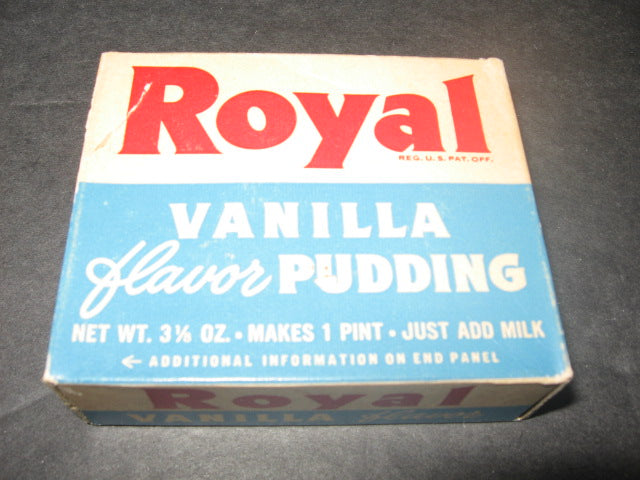 Royal
REG. U.S. PAT. OFF.
VANILLA
flavor PUDDING
NET WT. 3⅛ OZ. • MAKES 1 PINT • JUST ADD MILK
← ADDITIONAL INFORMATION ON END PANEL
Royal
VANILLA flavor